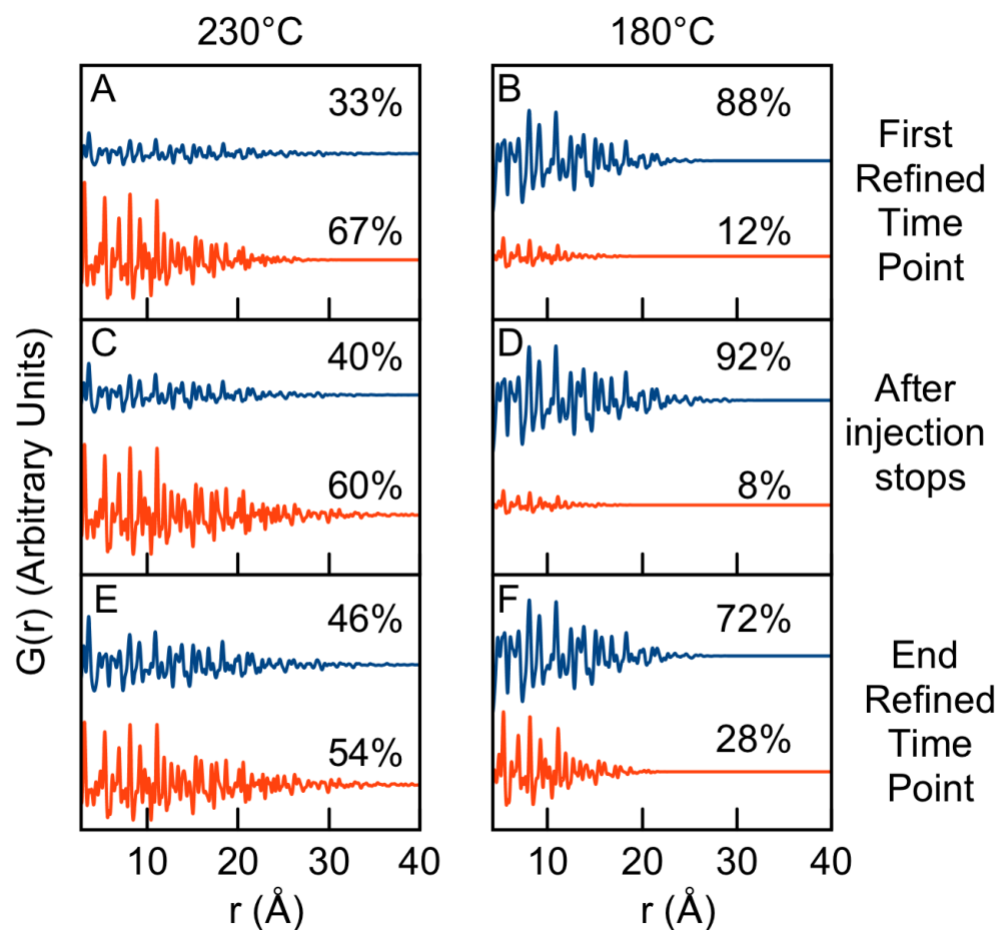 230°C
180°C
A
33%
67%
B
88%
12%
First
Refined
Time
Point
C
40%
60%
D
92%
8%
After
injection
stops
E
46%
54%
F
72%
28%
End
Refined
Time
Point
G(r) (Arbitrary Units)
10 20 30 40
10 20 30 40
r (Å)
r (Å)